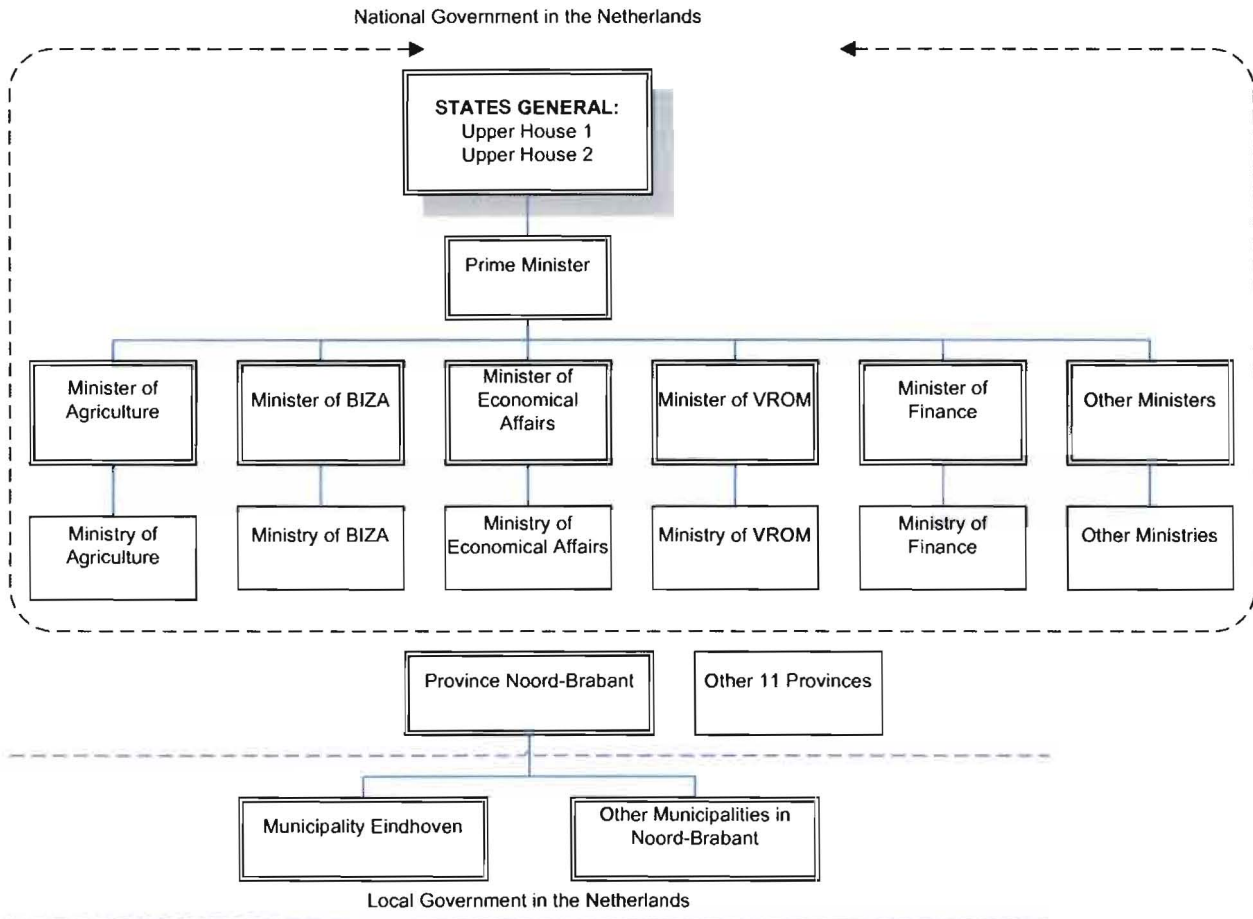 National Government in the Netherlands
STATES GENERAL:
Upper House 1
Upper House 2
Prime Minister
Minister of
Agriculture
Minister of BIZA
Minister of
Economical
Affairs
Minister of VROM
Minister of
Finance
Other Ministers
Ministry of
Agriculture
Ministry of BIZA
Ministry of
Economical Affairs
Ministry of VROM
Ministry of
Finance
Other Ministries
Province Noord-Brabant
Other 11 Provinces
Municipality Eindhoven
Other Municipalities in
Noord-Brabant
Local Government in the Netherlands